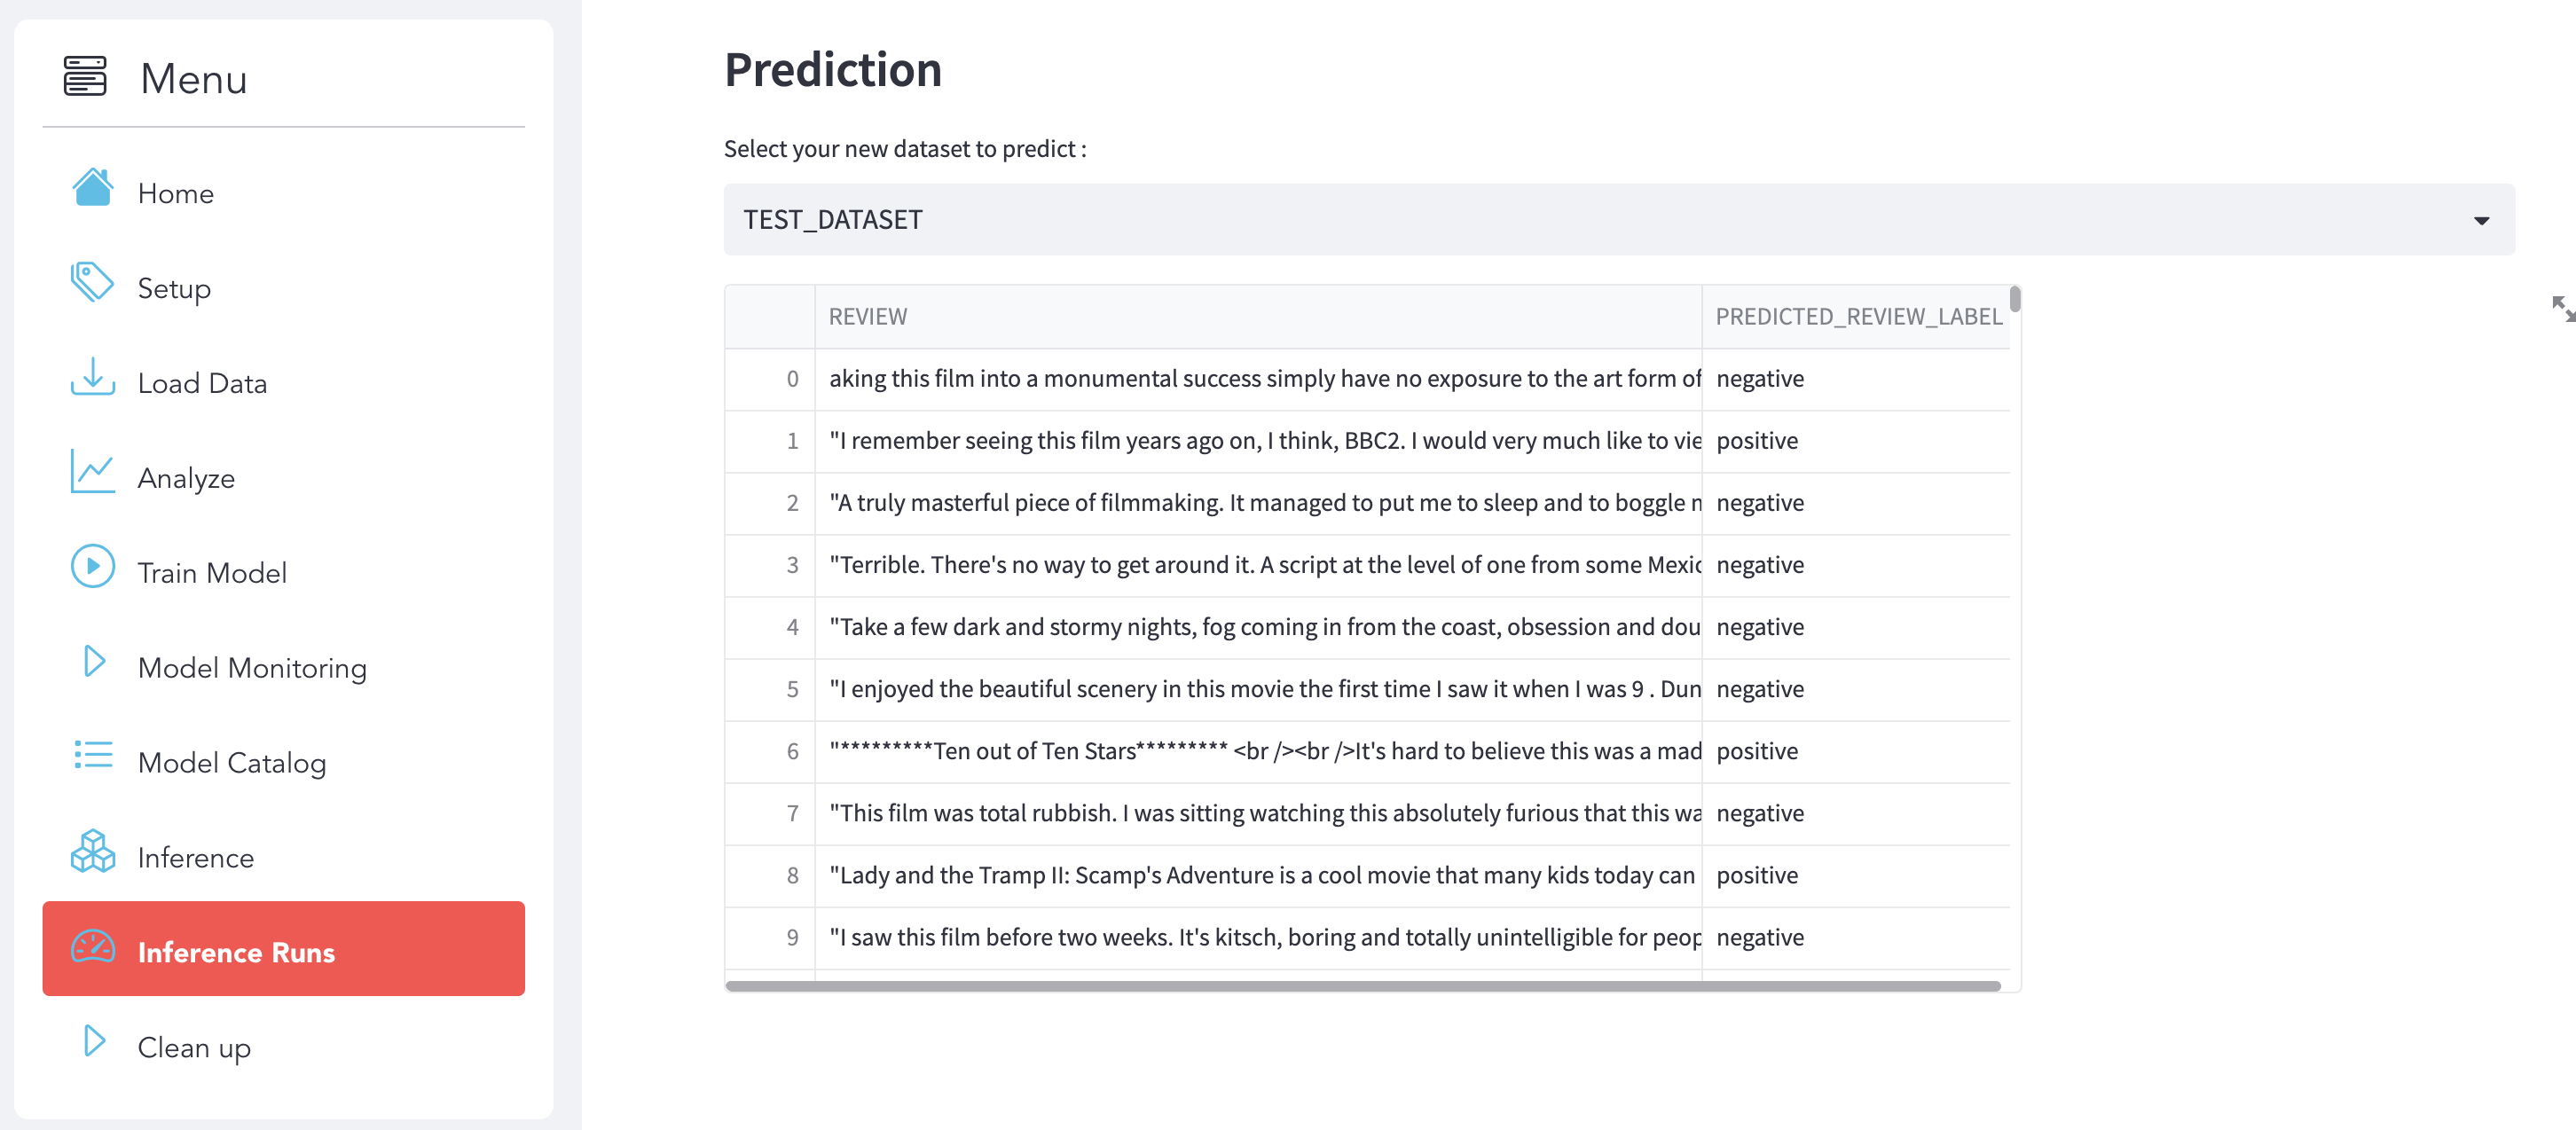 Menu
Home
Setup
Load Data
Analyze
Train Model
Model Monitoring
Model Catalog
Inference
Inference Runs
Clean up
Prediction
Select your new dataset to predict :
TEST_DATASET
REVIEW PREDICTED_REVIEW_LABEL
0 aking this film into a monumental success simply have no exposure to the art form of negative
1 "I remember seeing this film years ago on, I think, BBC2. I would very much like to vie positive
2 "A truly masterful piece of filmmaking. It managed to put me to sleep and to boggle negative
3 "Terrible. There's no way to get around it. A script at the level of one from some Mexic negative
4 "Take a few dark and stormy nights, fog coming in from the coast, obsession and dou negative
5 "I enjoyed the beautiful scenery in this movie the first time I saw it when I was 9 . Dun negative
6 "*********Ten out of Ten Stars********* <br /><br />It's hard to believe this was a mad positive
7 "This film was total rubbish. I was sitting watching this absolutely furious that this wa negative
8 "Lady and the Tramp II: Scamp's Adventure is a cool movie that many kids today can positive
9 "I saw this film before two weeks. It's kitsch, boring and totally unintelligible for peop negative